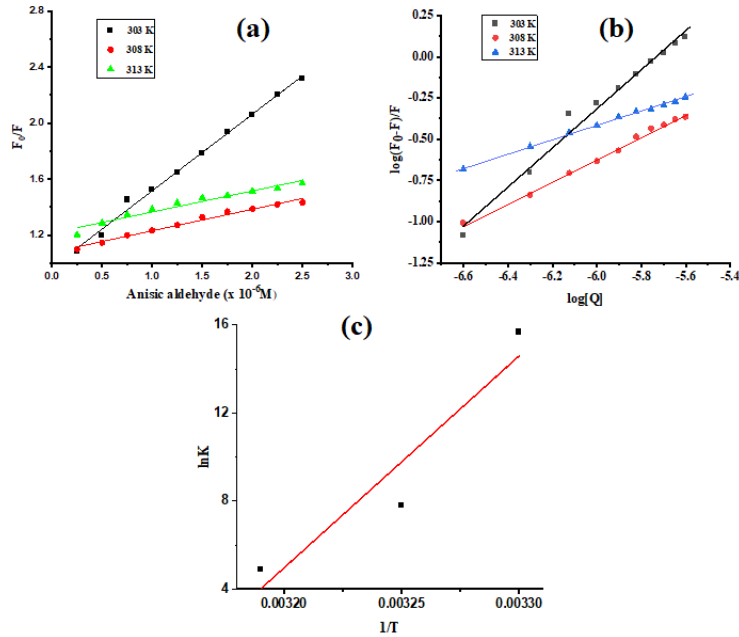 (a)
303 K
308 K
313 K
F₀/F
2.8
2.4
2.0
1.6
1.2
0.0 0.5 1.0 1.5 2.0 2.5 3.0
Anisic aldehyde (x 10⁻⁶M)
(b)
303 K
308 K
313 K
log(F₀-F)/F
0.25
0.00
-0.25
-0.50
-0.75
-1.00
-1.25
-6.6 -6.4 -6.2 -6.0 -5.8 -5.6 -5.4
log[Q]
(c)
lnK
16
12
8
4
0.00320 0.00325 0.00330
1/T